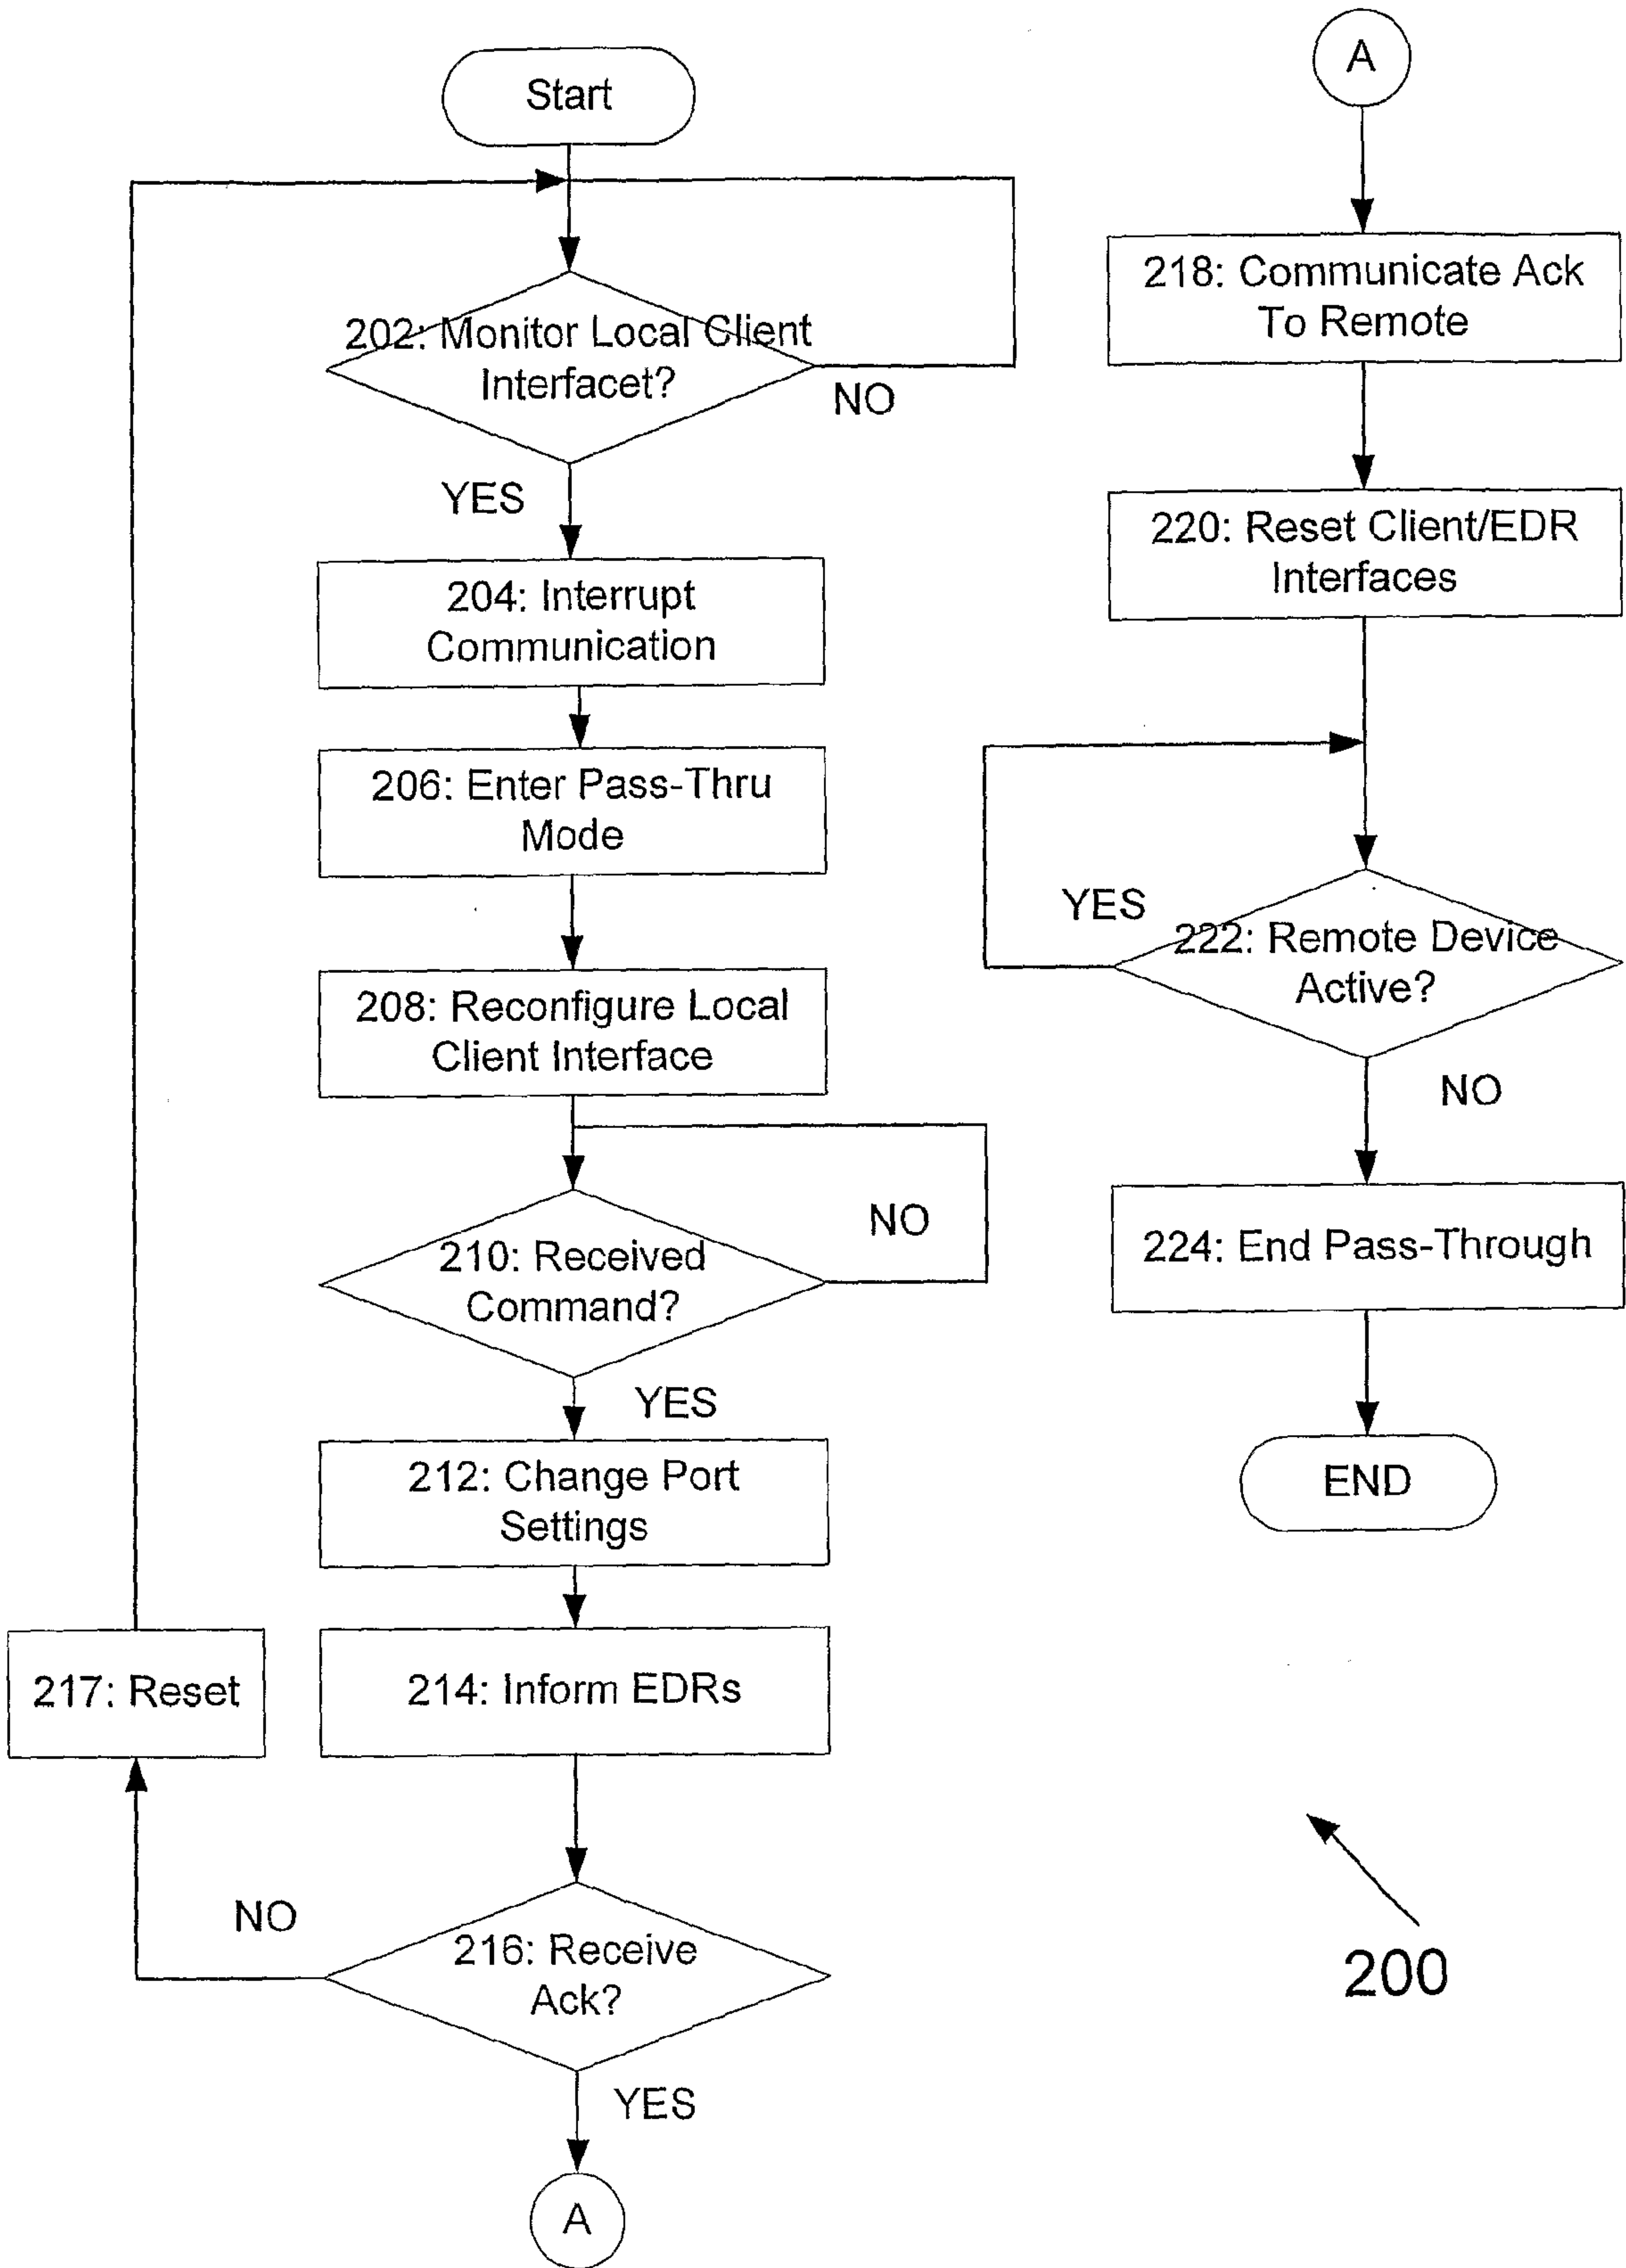 Start
202: Monitor Local Client
Interfacet?
NO
YES
204: Interrupt
Communication
206: Enter Pass-Thru
Mode
208: Reconfigure Local
Client Interface
NO
210: Received
Command?
YES
212: Change Port
Settings
217: Reset
214: Inform EDRs
NO
216: Receive
Ack?
YES
A
A
218: Communicate Ack
To Remote
220: Reset Client/EDR
Interfaces
YES
222: Remote Device
Active?
NO
224: End Pass-Through
END
200